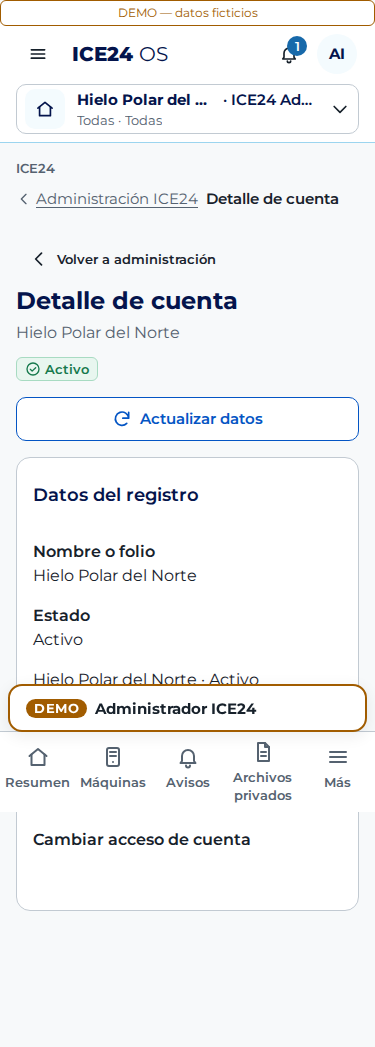 DEMO — datos ficticios
ICE24 OS
1
AI
Hielo Polar del ... · ICE24 Ad...
Todas · Todas
ICE24
Administración ICE24 Detalle de cuenta
Volver a administración
Detalle de cuenta
Hielo Polar del Norte
Activo
Actualizar datos
Datos del registro
Nombre o folio
Hielo Polar del Norte
Estado
Activo
Hielo Polar del Norte · Activo
DEMO Administrador ICE24
Resumen
Máquinas
Avisos
Archivos
privados
Más
Cambiar acceso de cuenta